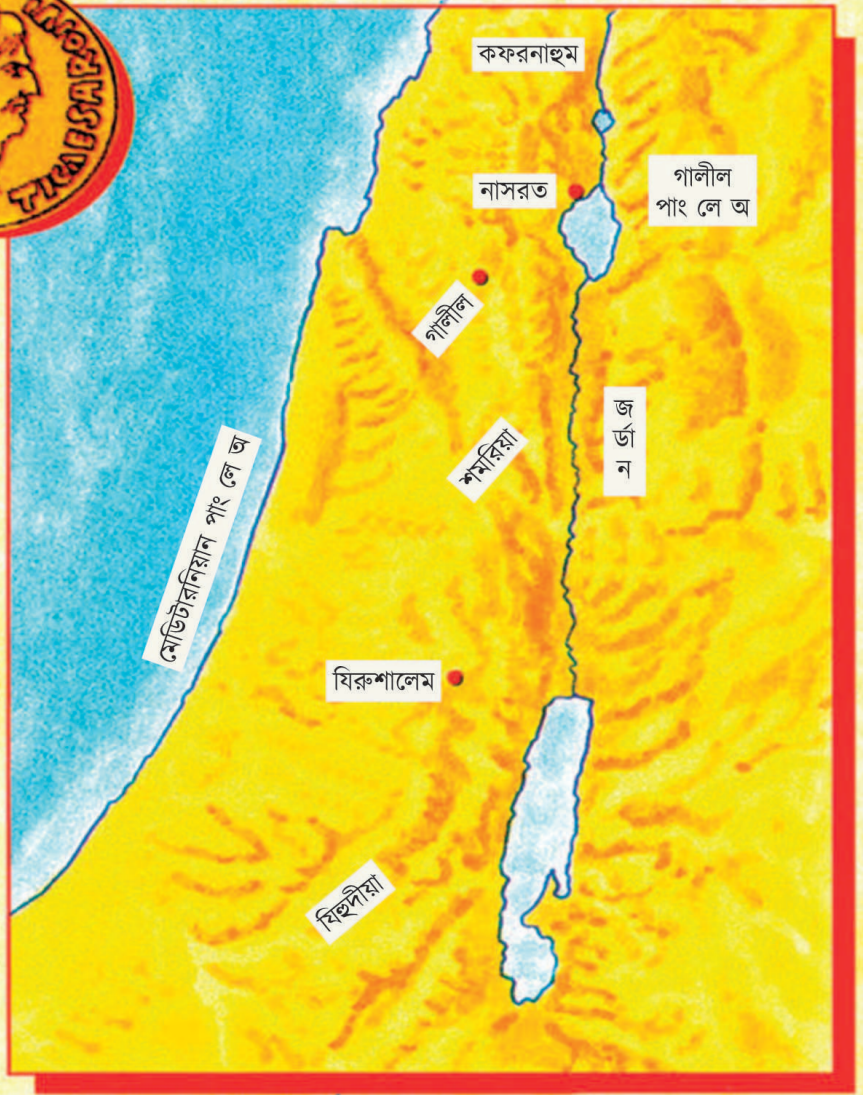 কফরনাহুম
নাসরত
গালীল
পাং লে অ
গালীল
জ
র্ডা
ন
শমরিয়া
মেডিটারনিয়ান পাং লে অ
যিরুশালেম
যিহুদীয়া